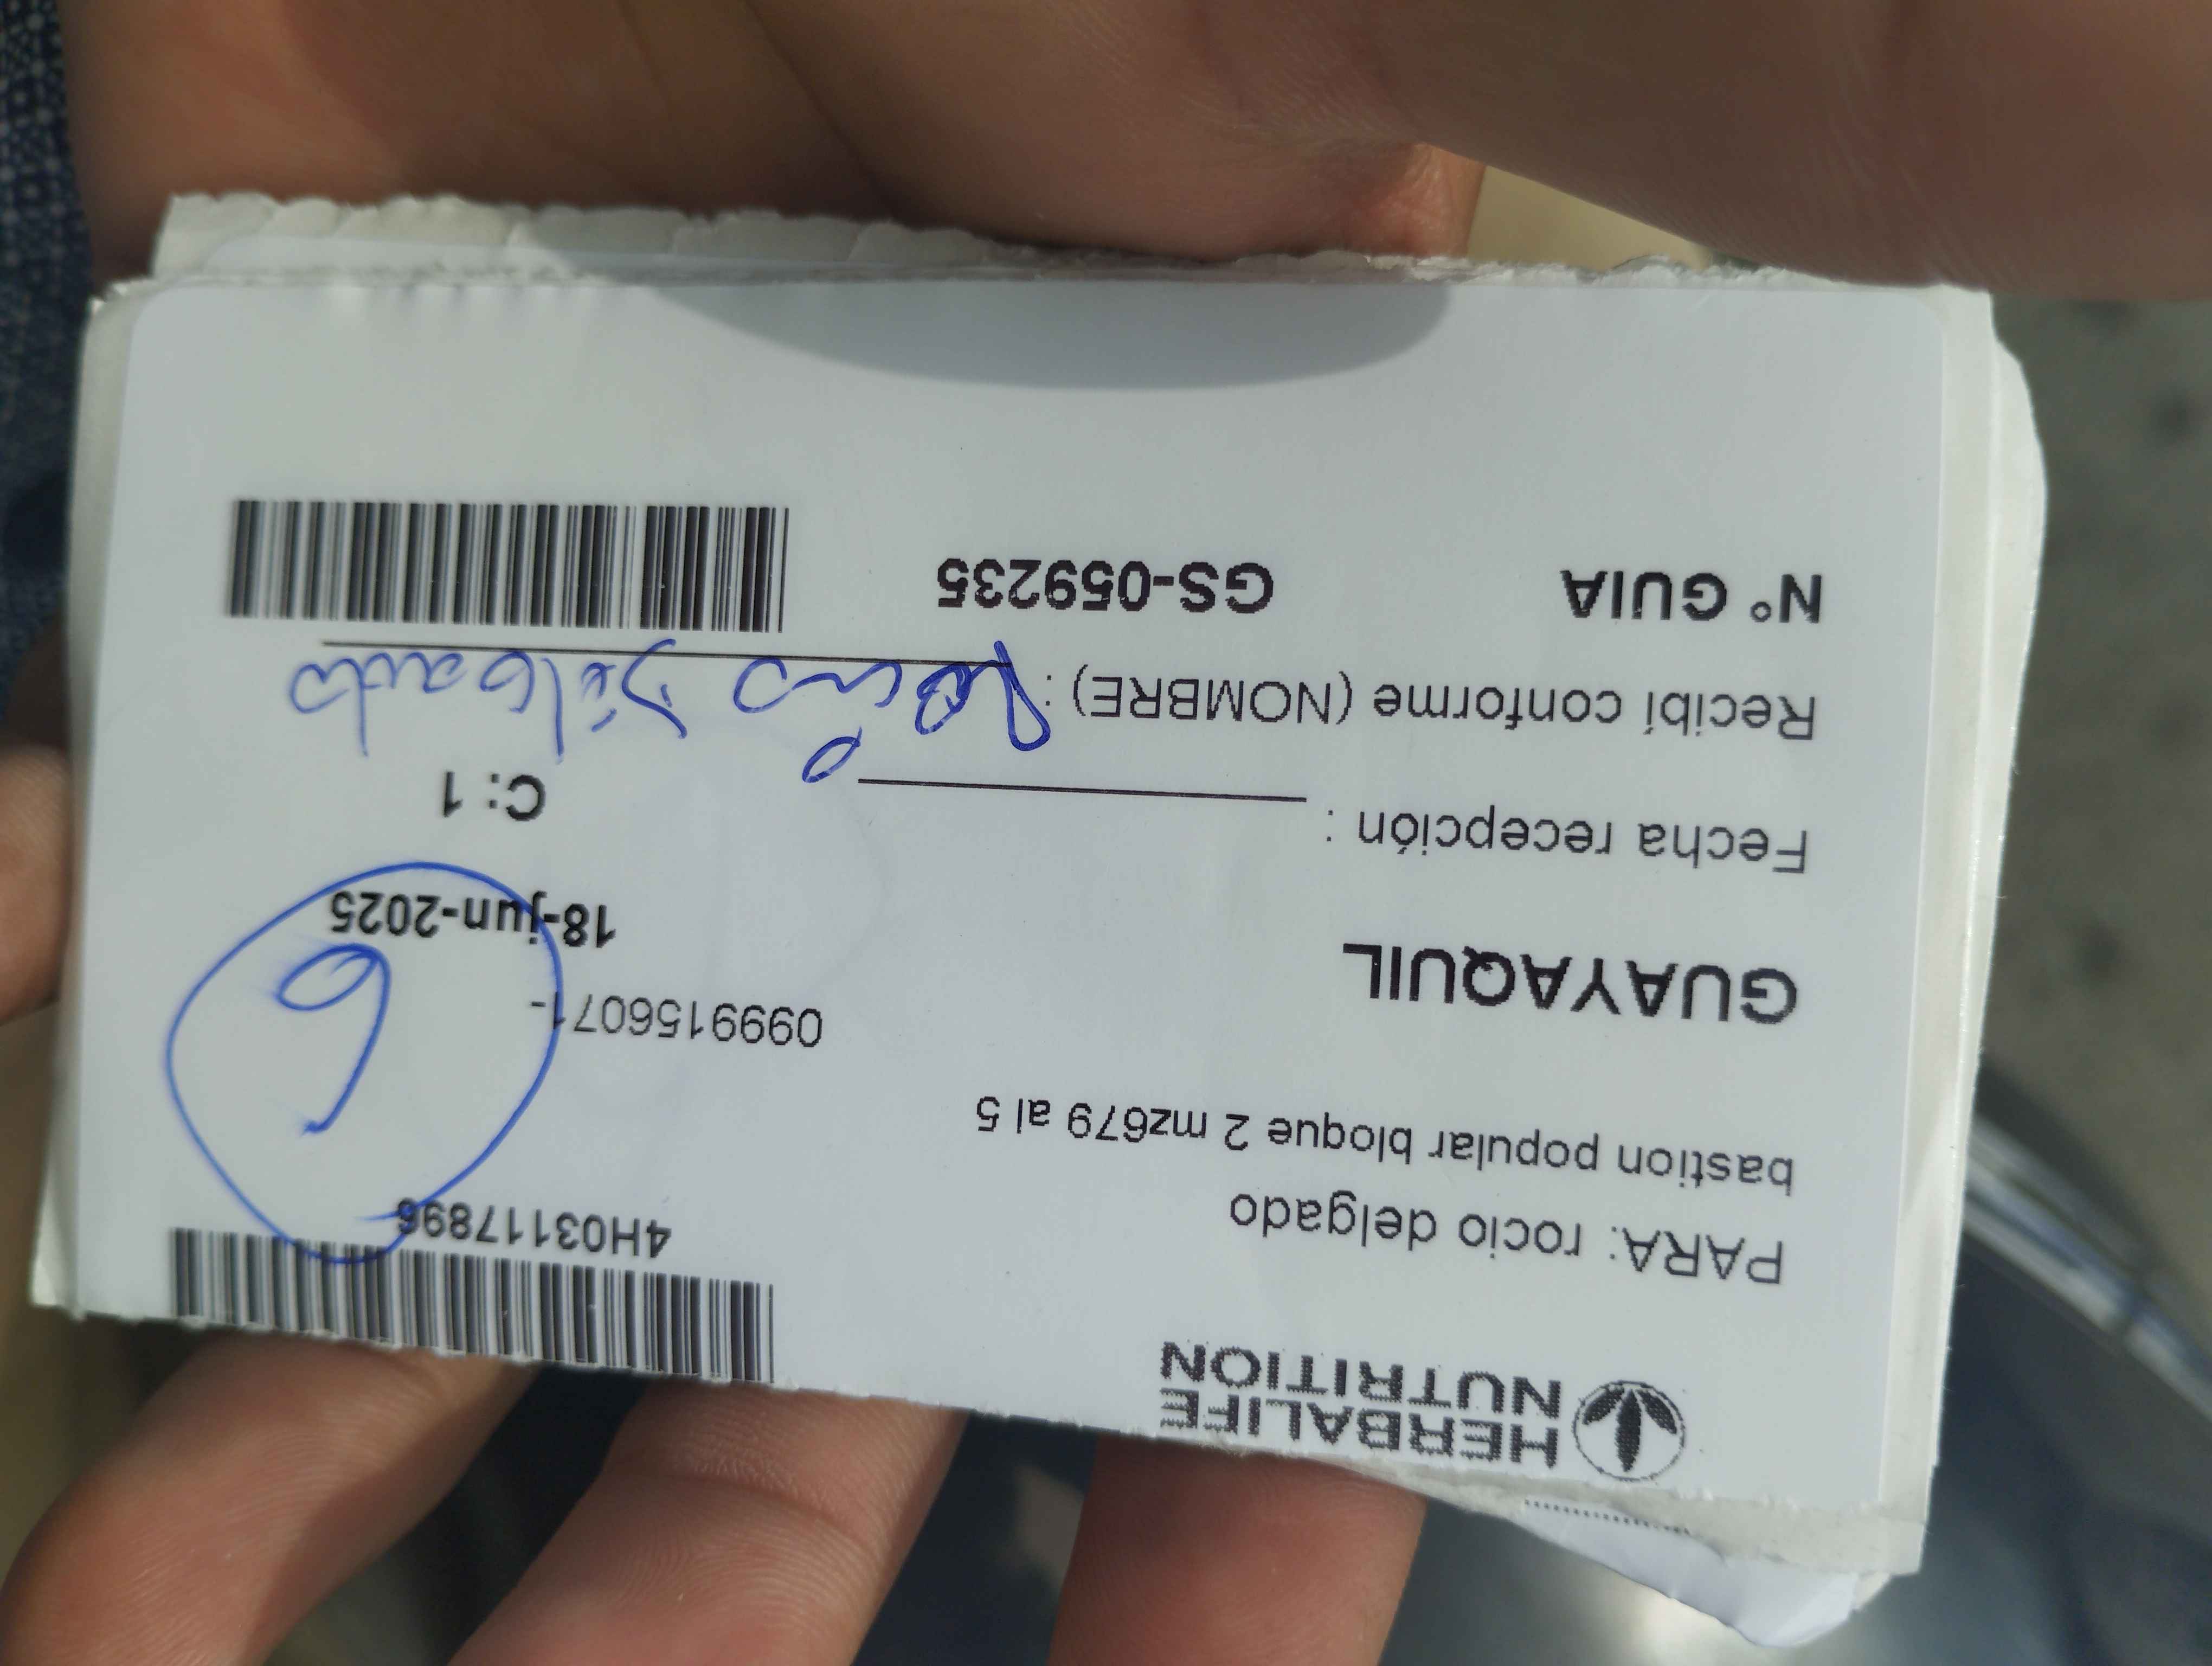 HERBALIFE
NUTRITION
4H03117896
PARA: rocio delgado
bastion popular bloque 2 mz679 al 5
0999156071-
6
GUAYAQUIL
18-jun-2025
Fecha recepción :
C: 1
Recibí conforme (NOMBRE) : Rocio Delgado
N° GUIA GS-059235